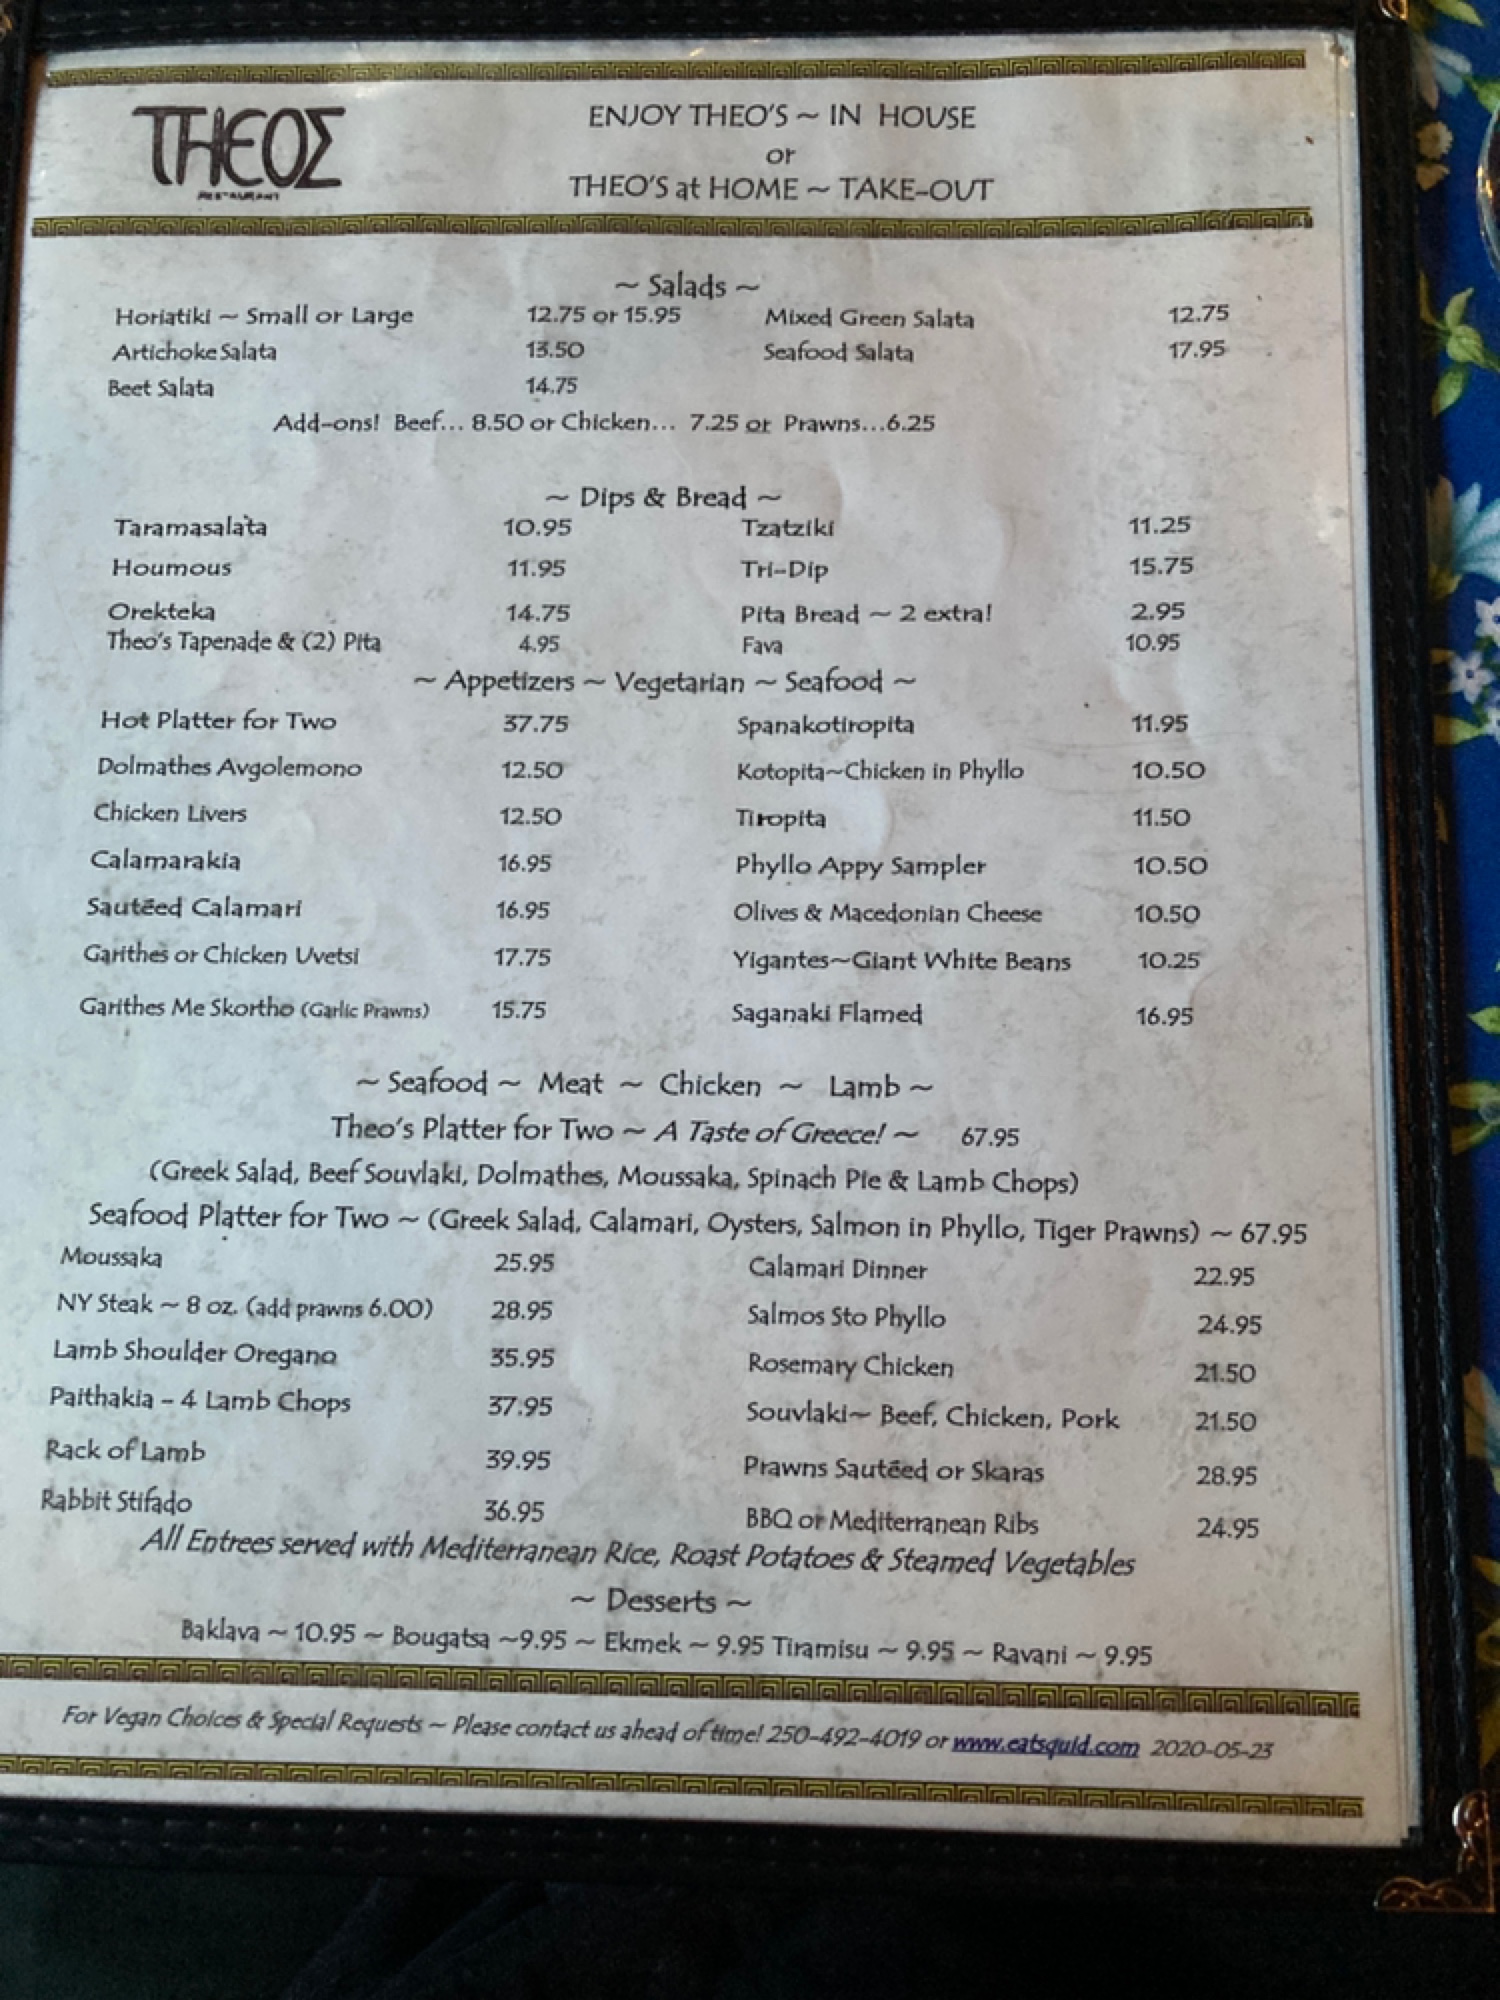 ΤΗΕΟΣ
RESTAURANT
ENJOY THEO'S ~ IN HOUSE
or
THEO'S at HOME ~ TAKE-OUT
~ Salads ~
Horiatiki ~ Small or Large 12.75 or 15.95 Mixed Green Salata 12.75
Artichoke Salata 13.50 Seafood Salata 17.95
Beet Salata 14.75
Add-ons! Beef... 8.50 or Chicken... 7.25 or Prawns...6.25
~ Dips & Bread ~
Taramasalata 10.95 Tzatziki 11.25
Houmous 11.95 Tri-Dip 15.75
Orekteka 14.75 Pita Bread ~ 2 extra! 2.95
Theo's Tapenade & (2) Pita 4.95 Fava 10.95
~ Appetizers ~ Vegetarian ~ Seafood ~
Hot Platter for Two 37.75 Spanakotiropita 11.95
Dolmathes Avgolemono 12.50 Kotopita~Chicken in Phyllo 10.50
Chicken Livers 12.50 Tiropita 11.50
Calamarakia 16.95 Phyllo Appy Sampler 10.50
Sautēed Calamari 16.95 Olives & Macedonian Cheese 10.50
Garithes or Chicken Uvetsi 17.75 Yigantes~Giant White Beans 10.25
Garithes Me Skortho (Garlic Prawns) 15.75 Saganaki Flamed 16.95
~ Seafood ~ Meat ~ Chicken ~ Lamb ~
Theo's Platter for Two ~ A Taste of Greece! ~ 67.95
(Greek Salad, Beef Souvlaki, Dolmathes, Moussaka, Spinach Pie & Lamb Chops)
Seafood Platter for Two ~ (Greek Salad, Calamari, Oysters, Salmon in Phyllo, Tiger Prawns) ~ 67.95
Moussaka 25.95 Calamari Dinner 22.95
NY Steak ~ 8 oz. (add prawns 6.00) 28.95 Salmos Sto Phyllo 24.95
Lamb Shoulder Oregano 35.95 Rosemary Chicken 21.50
Paithakia - 4 Lamb Chops 37.95 Souvlaki~ Beef, Chicken, Pork 21.50
Rack of Lamb 39.95 Prawns Sautēed or Skaras 28.95
Rabbit Stifado 36.95 BBQ or Mediterranean Ribs 24.95
All Entrees served with Mediterranean Rice, Roast Potatoes & Steamed Vegetables
~ Desserts ~
Baklava ~ 10.95 ~ Bougatsa ~9.95 ~ Ekmek ~ 9.95 Tiramisu ~ 9.95 ~ Ravani ~ 9.95
For Vegan Choices & Special Requests ~ Please contact us ahead of time! 250-492-4019 or www.eatsquid.com 2020-05-23